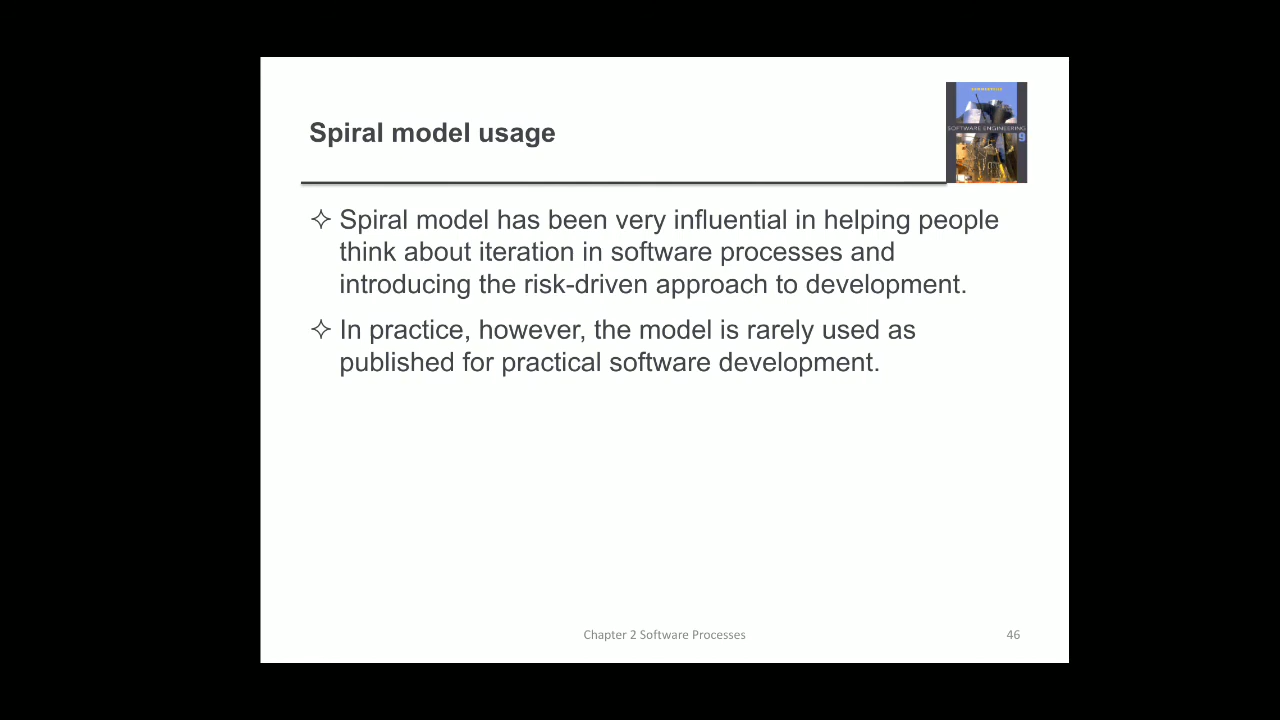 SOMMERVILLE
SOFTWARE ENGINEERING
9
Spiral model usage
✧ Spiral model has been very influential in helping people
think about iteration in software processes and
introducing the risk-driven approach to development.
✧ In practice, however, the model is rarely used as
published for practical software development.
Chapter 2 Software Processes
46